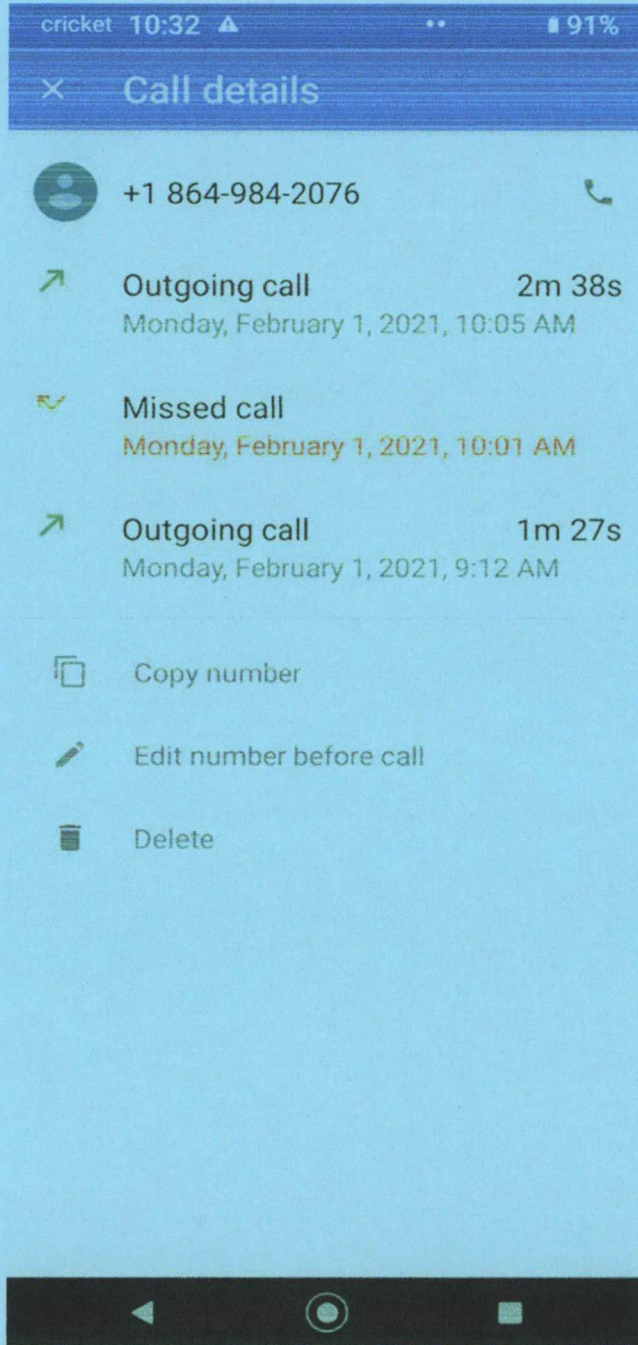 cricket 10:32 91%
Call details
+1 864-984-2076
Outgoing call 2m 38s
Monday, February 1, 2021, 10:05 AM
Missed call
Monday, February 1, 2021, 10:01 AM
Outgoing call 1m 27s
Monday, February 1, 2021, 9:12 AM
Copy number
Edit number before call
Delete